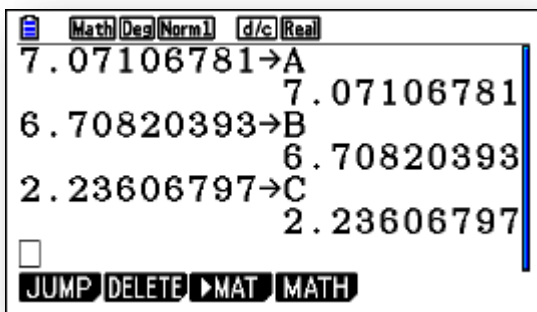 Math Deg Norm1 d/c Real
7.07106781→A
7.07106781
6.70820393→B
6.70820393
2.23606797→C
2.23606797
JUMP DELETE ▶MAT MATH